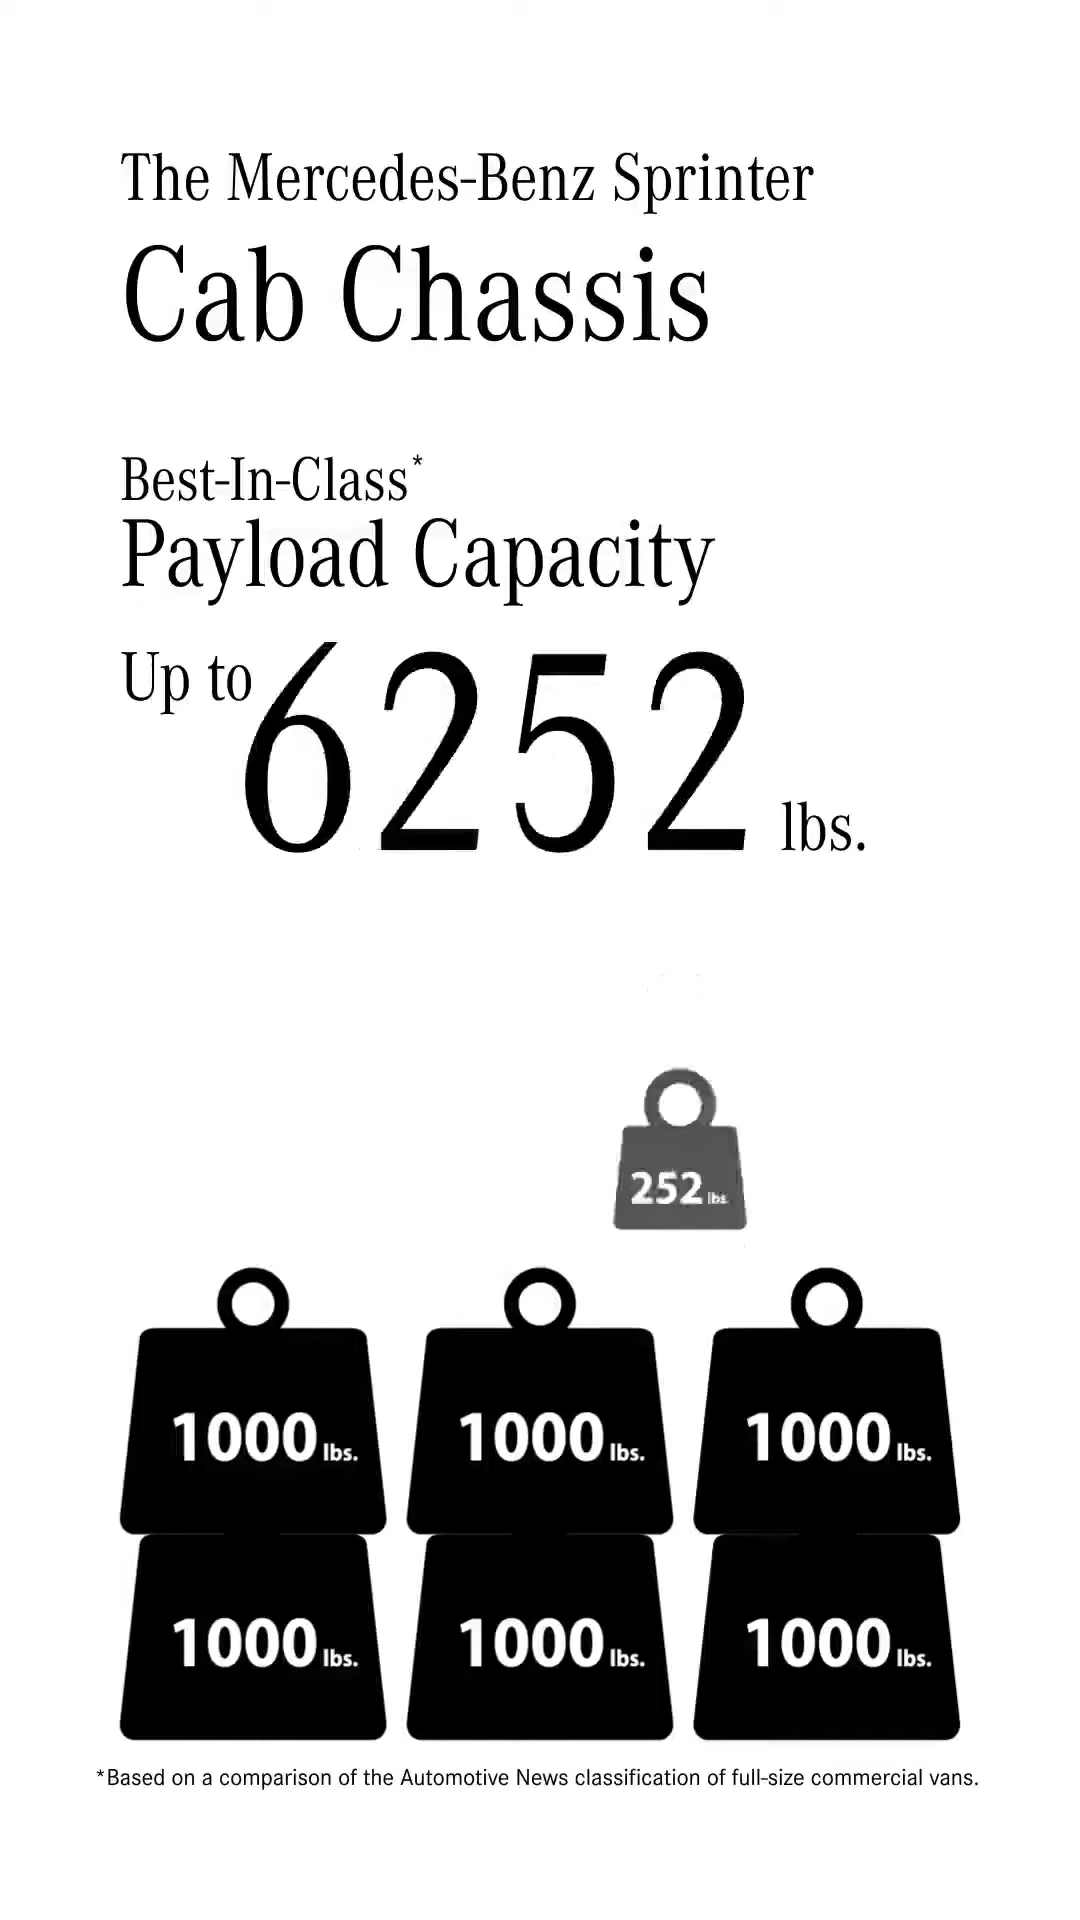 The Mercedes-Benz Sprinter
Cab Chassis
Best-In-Class*
Payload Capacity
Up to 6252 lbs.
252 lbs
1000 lbs. 1000 lbs. 1000 lbs.
1000 lbs. 1000 lbs. 1000 lbs.
*Based on a comparison of the Automotive News classification of full-size commercial vans.